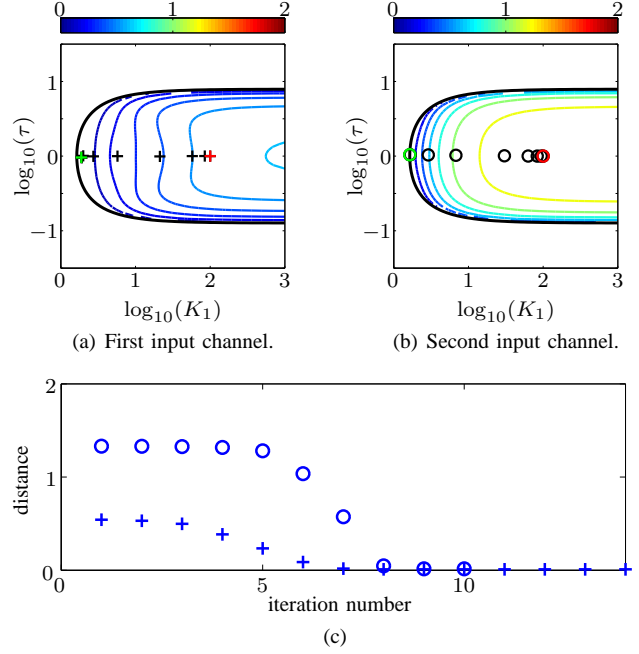 0 1 2
0 1 2
1
0
−1
log10(τ)
0 1 2 3
log10(K1)
(a) First input channel.
1
0
−1
log10(τ)
0 1 2 3
log10(K1)
(b) Second input channel.
2
1
0
distance
0 5 10
iteration number
(c)